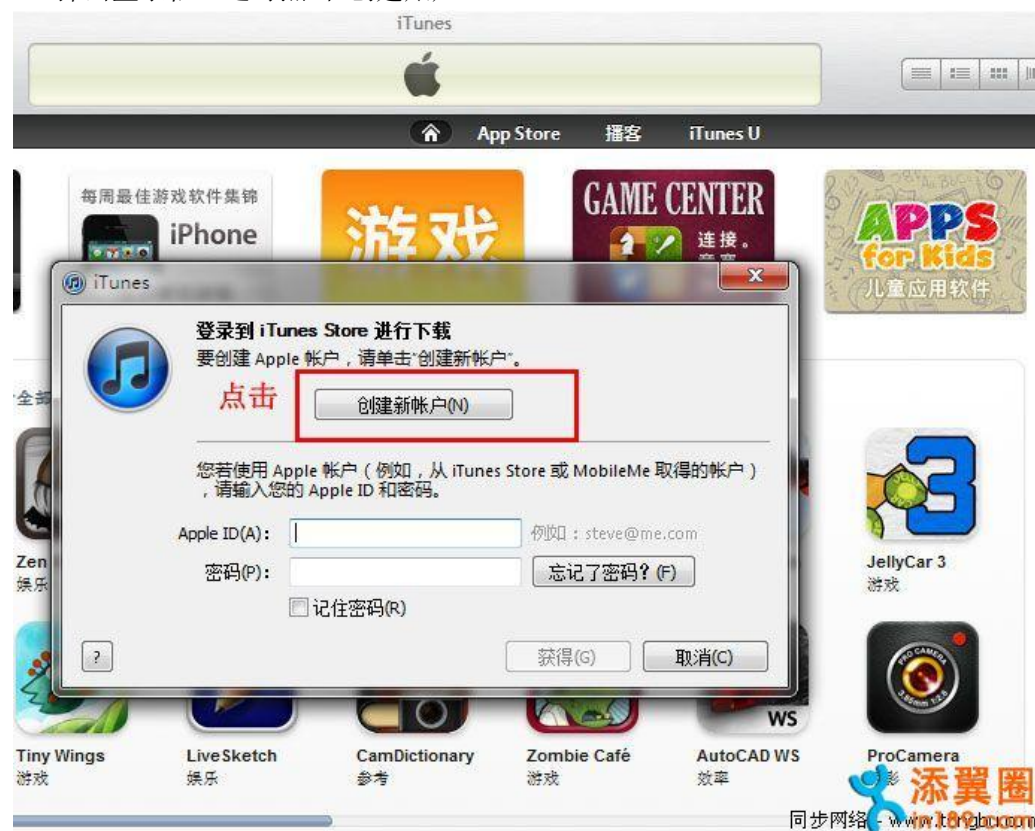 iTunes
App Store 播客 iTunes U
每周最佳游戏软件集锦
iPhone
游戏
GAME CENTER
连接。
APPS
for Kids
儿童应用软件
iTunes
登录到 iTunes Store 进行下载
要创建 Apple 帐户，请单击“创建新帐户”。
点击
创建新帐户(N)
您若使用 Apple 帐户（例如，从 iTunes Store 或 MobileMe 取得的帐户）
，请输入您的 Apple ID 和密码。
Apple ID(A)： 例如：steve@me.com
密码(P)： 忘记了密码？(F)
记住密码(R)
? 获得(G) 取消(C)
Zen
娱乐
3
JellyCar 3
游戏
PRO CAMERA
WS
Tiny Wings LiveSketch CamDictionary Zombie Café AutoCAD WS ProCamera
游戏 娱乐 参考 游戏 效率
添翼圈
同步网络 -